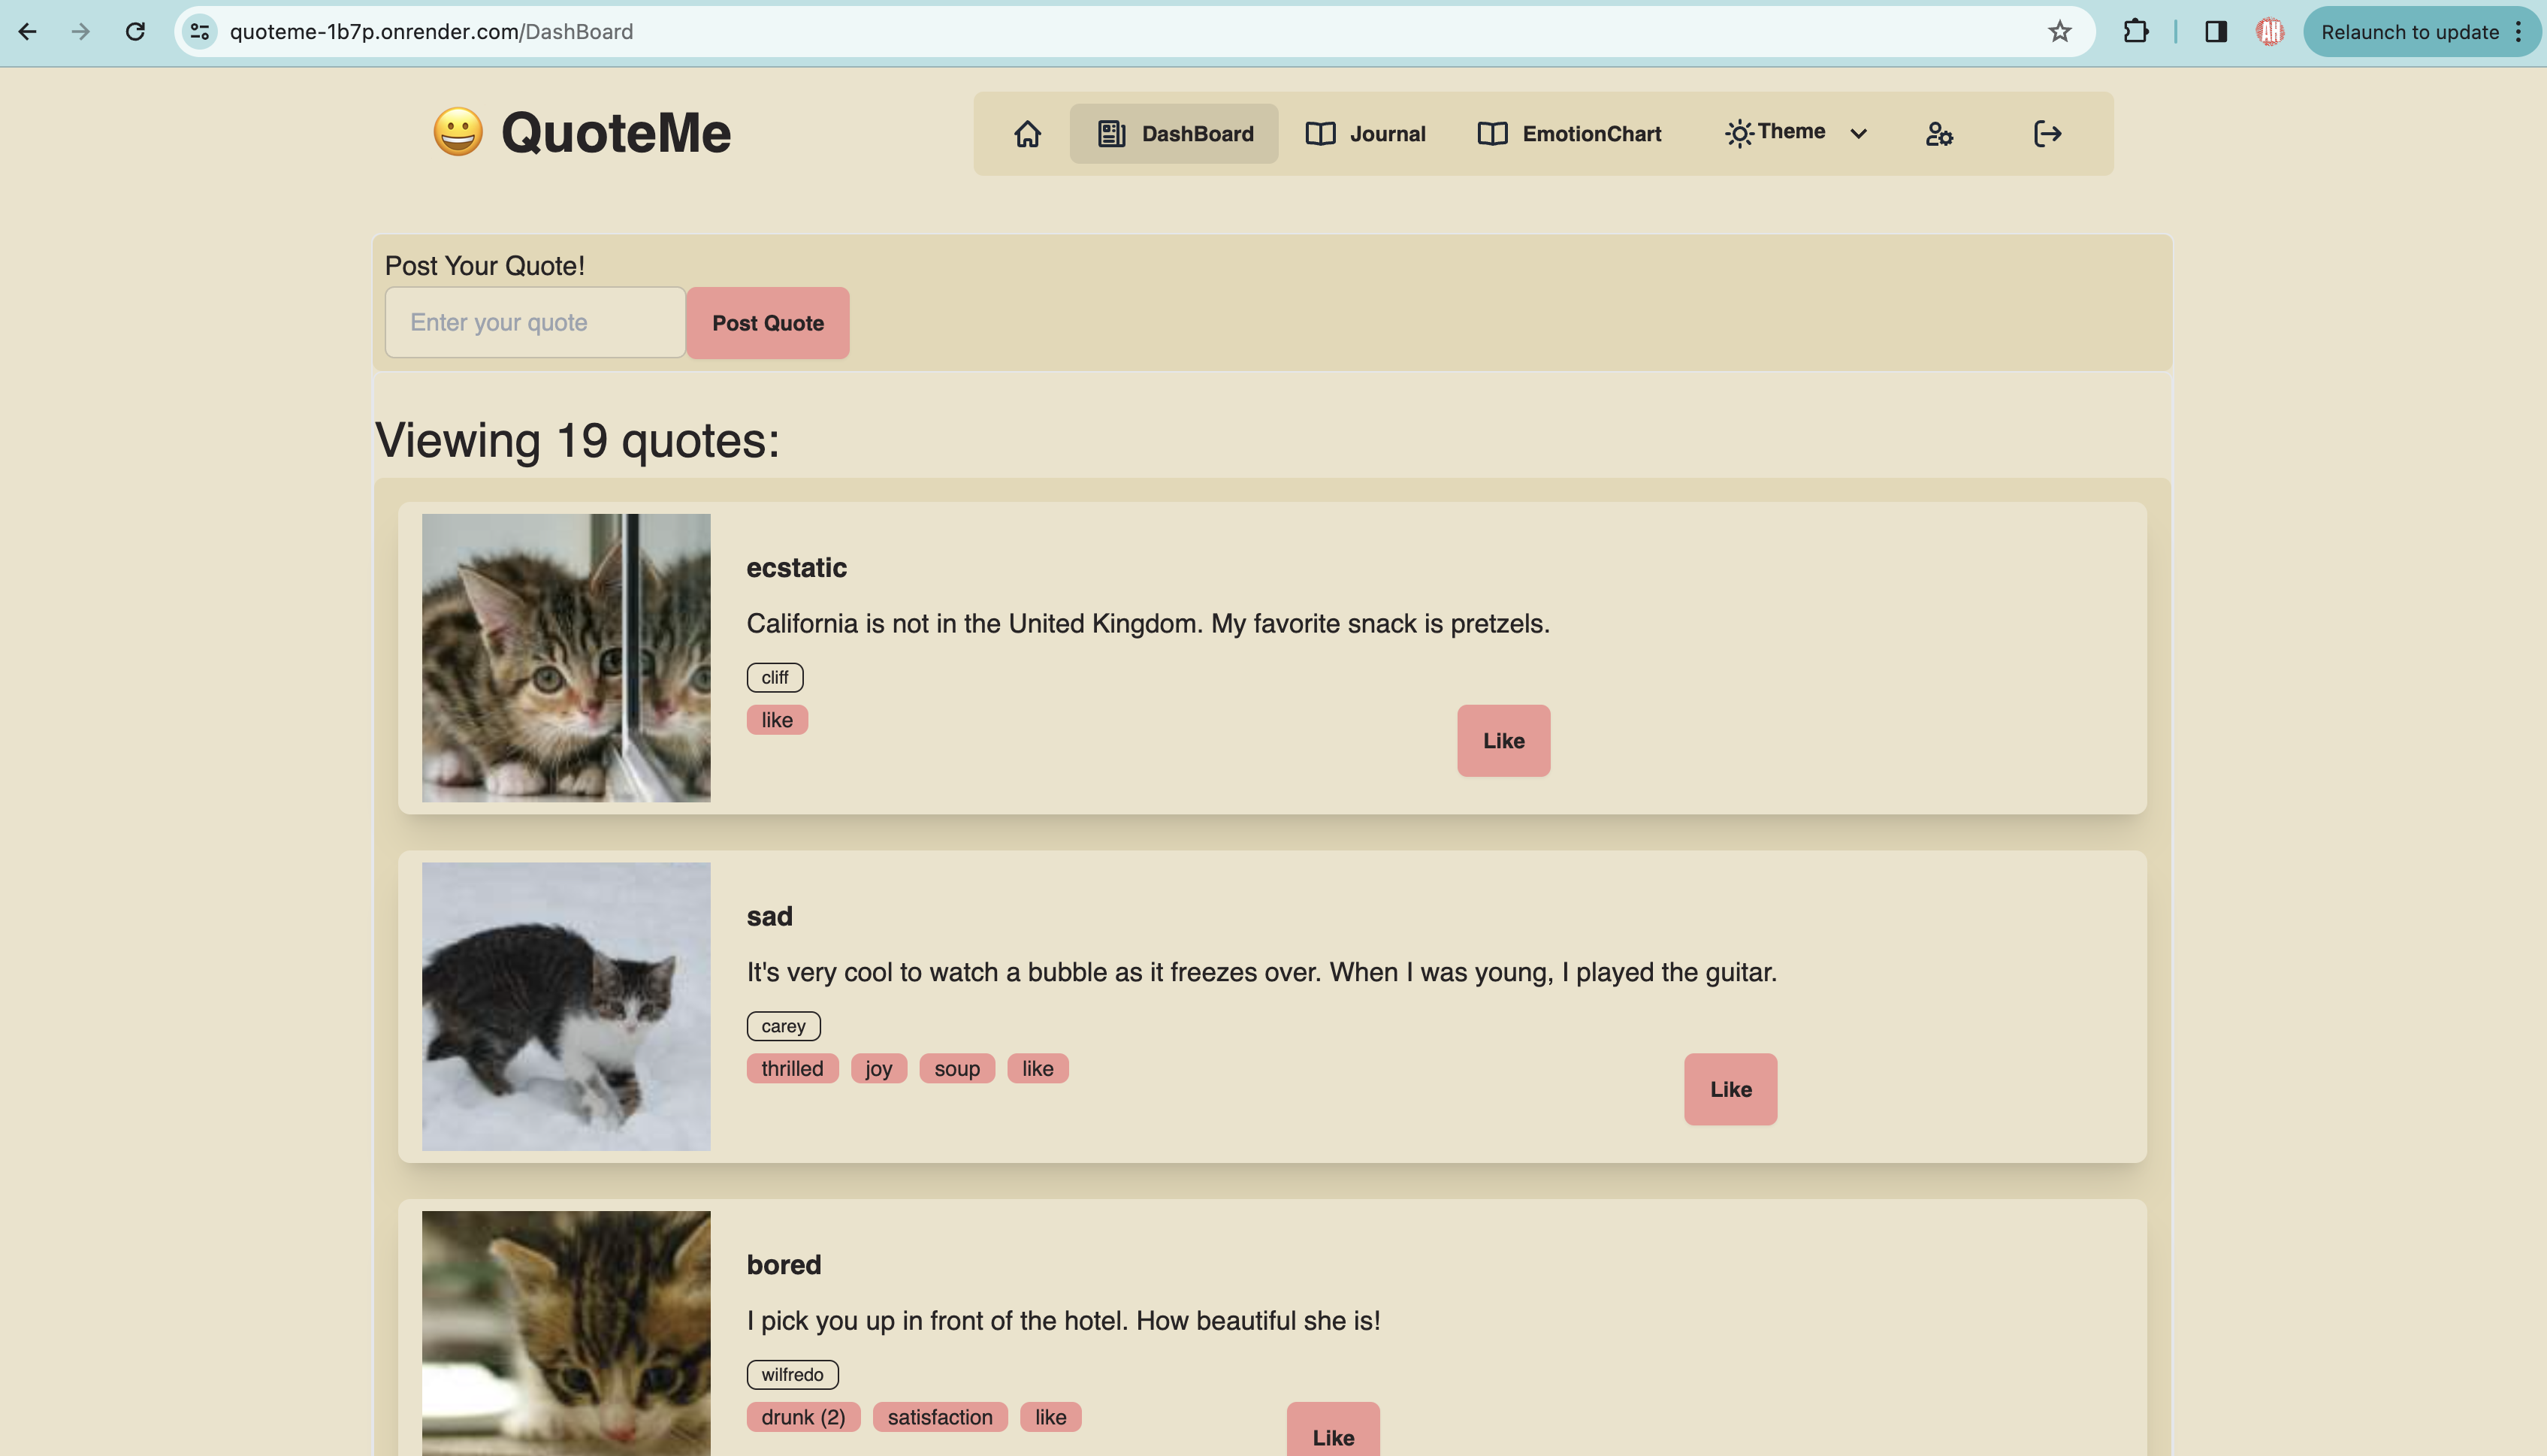 quoteme-1b7p.onrender.com/DashBoard
AH
Relaunch to update
QuoteMe
DashBoard
Journal
EmotionChart
Theme
Post Your Quote!
Enter your quote
Post Quote
Viewing 19 quotes:
ecstatic
California is not in the United Kingdom. My favorite snack is pretzels.
cliff
like
Like
sad
It's very cool to watch a bubble as it freezes over. When I was young, I played the guitar.
carey
thrilled joy soup like
Like
bored
I pick you up in front of the hotel. How beautiful she is!
wilfredo
drunk (2) satisfaction like
Like